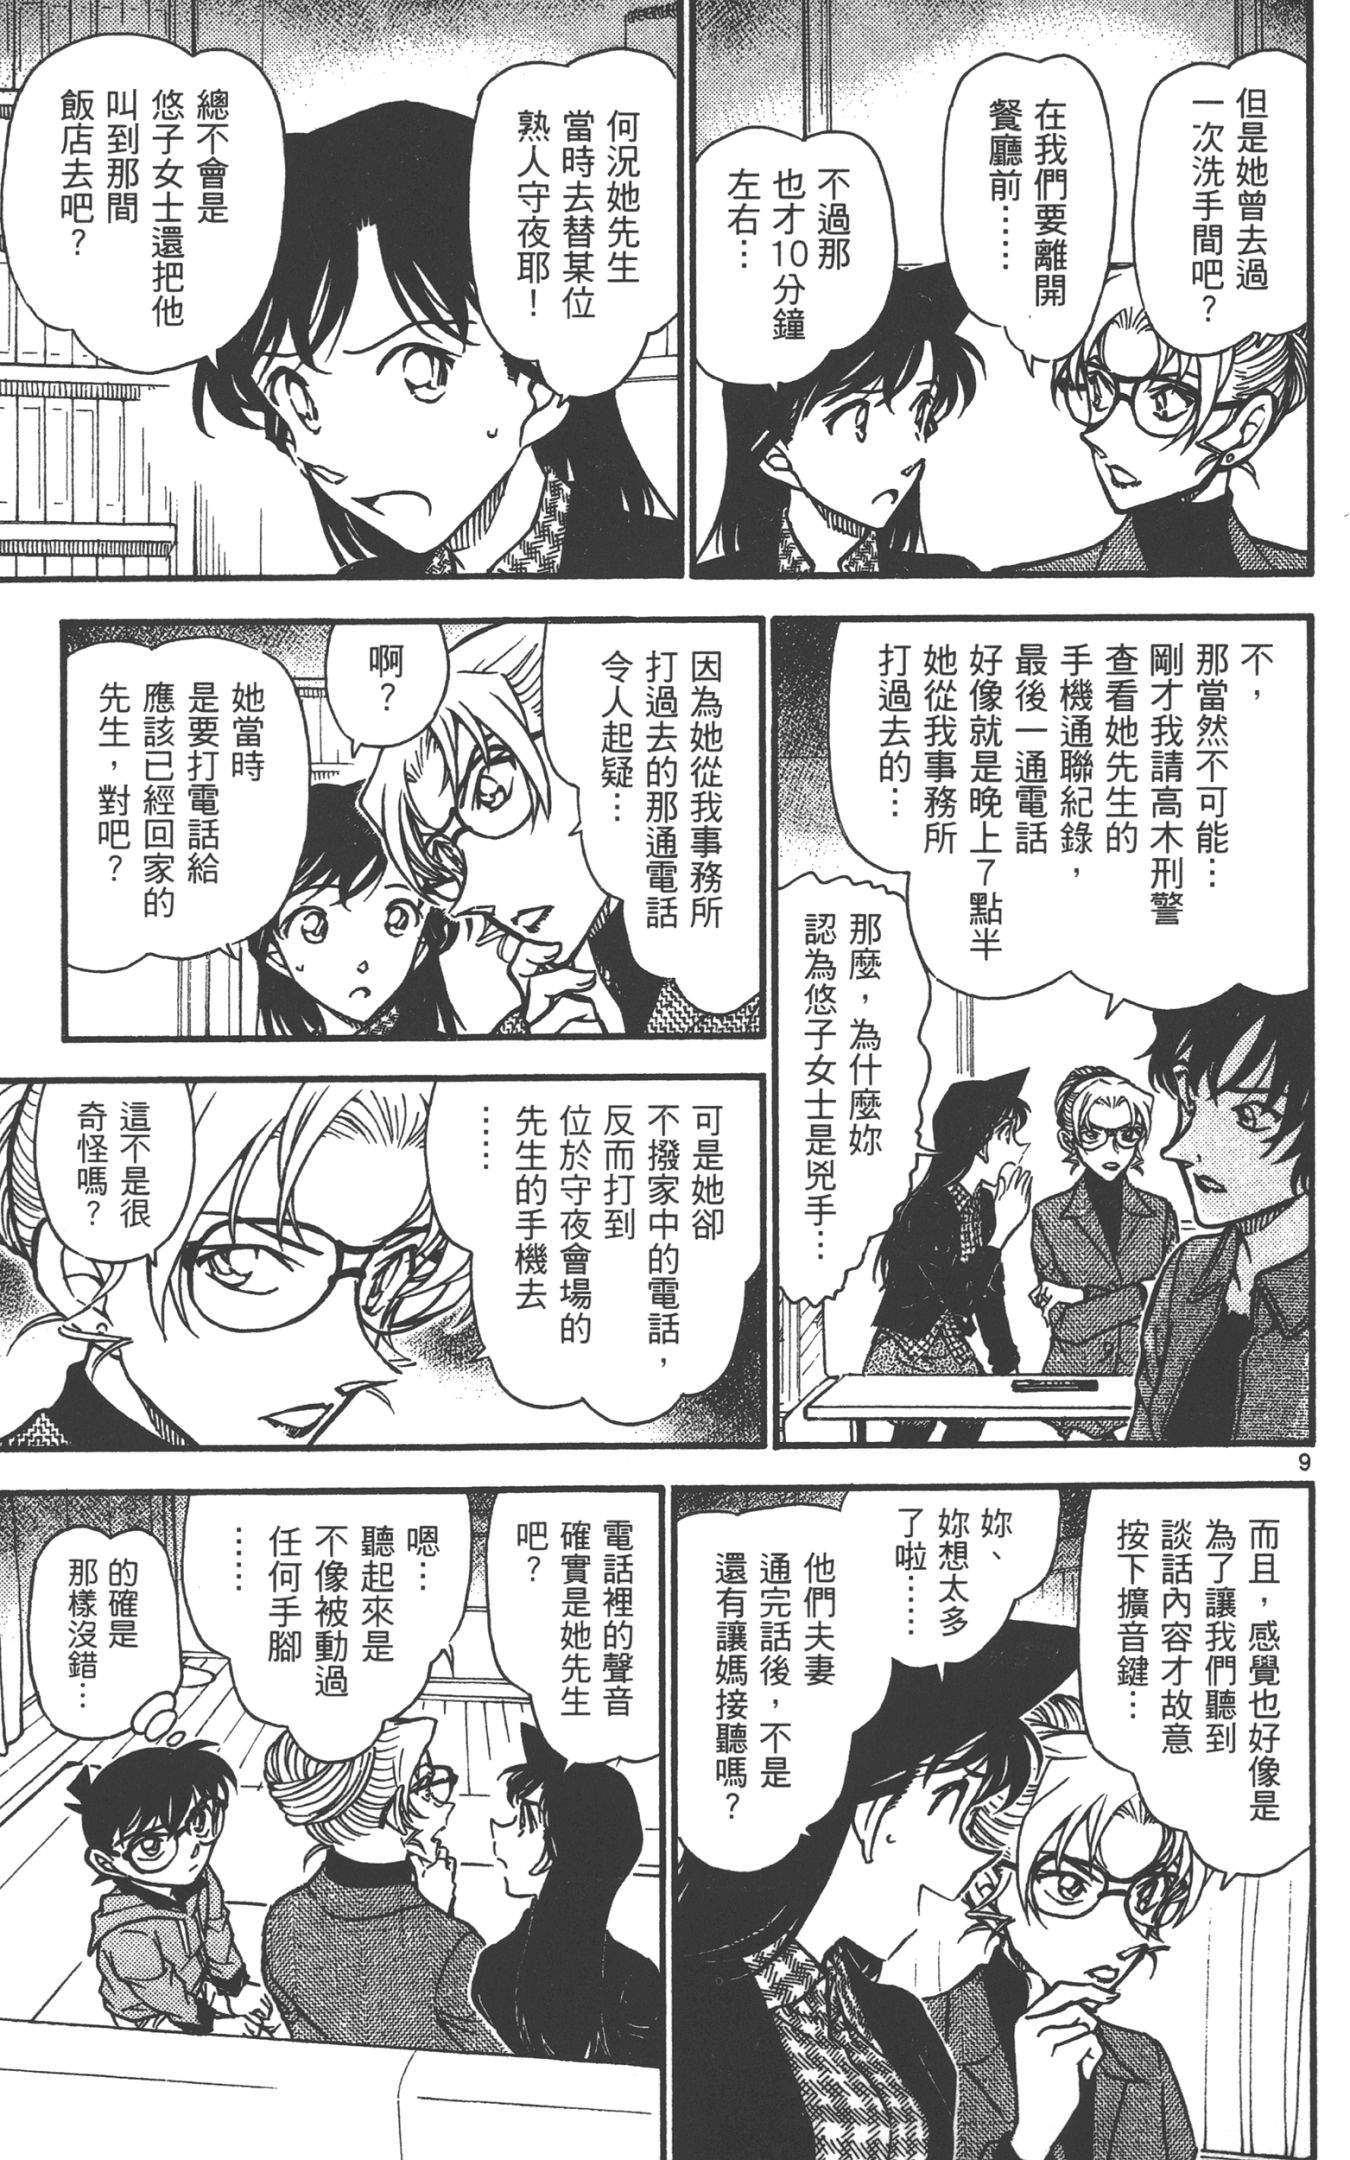 但是她曾去過
一次洗手間吧?
在我們要離開
餐廳前……
不過那
也才10分鐘
左右…
何況她先生
當時去替某位
熟人守夜耶!
總不會是
悠子女士還把他
叫到那間
飯店去吧?
不,
那當然不可能…
剛才我請高木刑警
查看她先生的
手機通聯紀錄,
最後一通電話
好像就是晚上7點半
她從我事務所
打過去的…
那麼,為什麼妳
認為悠子女士是兇手…
因為她從我事務所
打過去的那通電話
令人起疑…
啊?
她當時
是要打電話給
應該已經回家的
先生,對吧?
可是她卻
不撥家中的電話,
反而打到
位於守夜會場的
先生的手機去
……
這不是很
奇怪嗎?
9
而且,感覺也好像是
為了讓我們聽到
談話內容才故意
按下擴音鍵…
妳、
妳想太多
了啦……
他們夫妻
通完話後,不是
還有讓媽接聽嗎?
電話裡的聲音
確實是她先生
吧?
嗯…
聽起來是
不像被動過
任何手腳
……
的確是
那樣沒錯…